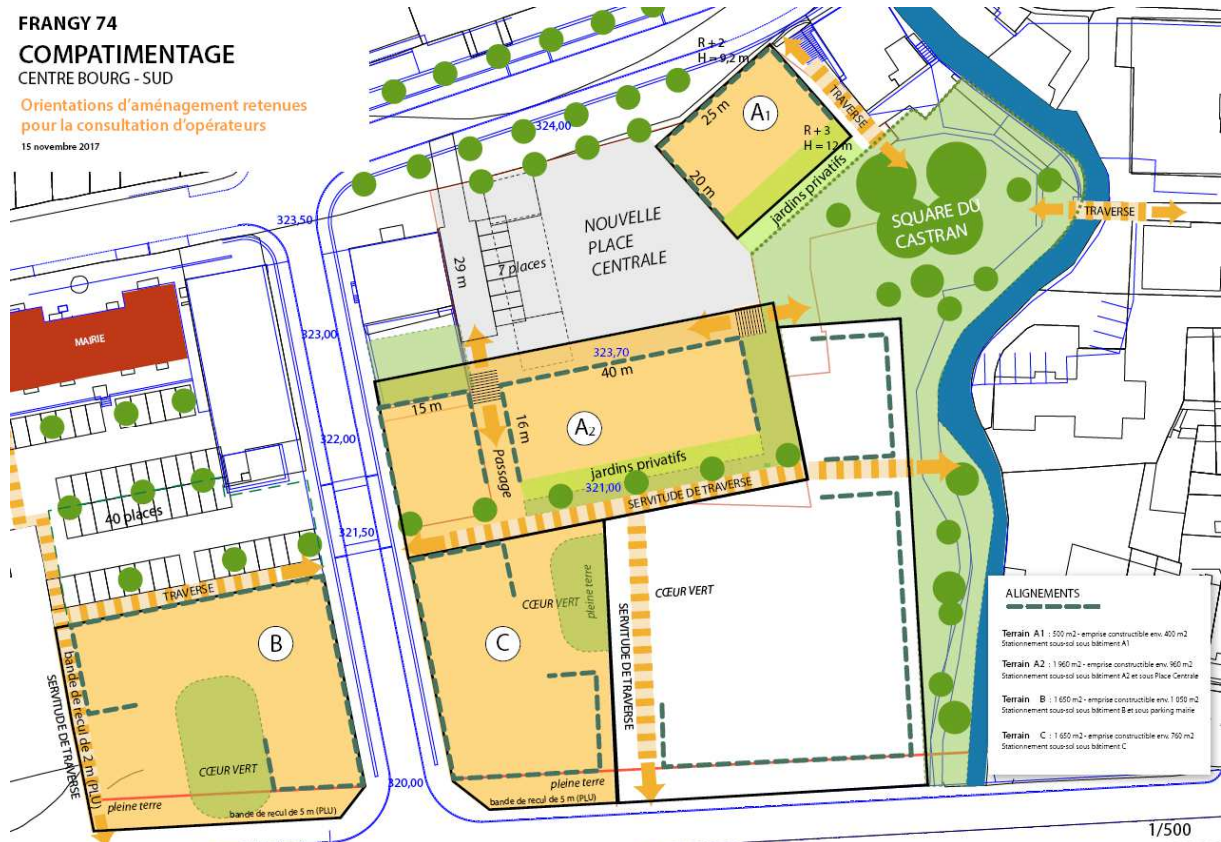 FRANGY 74
COMPATIMENTAGE
CENTRE BOURG - SUD
Orientations d'aménagement retenues
pour la consultation d'opérateurs
15 novembre 2017
R + 2
H = 9,2 m
A1
25 m
TRAVERSE
324,00
R + 3
H = 12 m
20 m
jardins privatifs
323,50
NOUVELLE
PLACE
CENTRALE
SQUARE DU
CASTRAN
TRAVERSE
29 m
7 places
323,00
MAIRIE
323,70
40 m
15 m
16 m
A2
322,00
Passage
jardins privatifs
321,00
SERVITUDE DE TRAVERSE
40 places
321,50
TRAVERSE
CŒUR VERT
pleine terre
CŒUR VERT
ALIGNEMENTS
Terrain A1 : 500 m2 - emprise constructible env. 400 m2
Stationnement sous-sol sous bâtiment A1
Terrain A2 : 1 960 m2 - emprise constructible env. 960 m2
Stationnement sous-sol sous bâtiment A2 et sous Place Centrale
Terrain B : 1 650 m2 - emprise constructible env. 1 050 m2
Stationnement sous-sol sous bâtiment B et sous parking mairie
Terrain C : 1 650 m2 - emprise constructible env. 760 m2
Stationnement sous-sol sous bâtiment C
B
C
SERVITUDE DE TRAVERSE
bande de recul de 2 m (PLU)
SERVITUDE DE TRAVERSE
CŒUR VERT
pleine terre
320,00
pleine terre
bande de recul de 5 m (PLU)
bande de recul de 5 m (PLU)
1/500